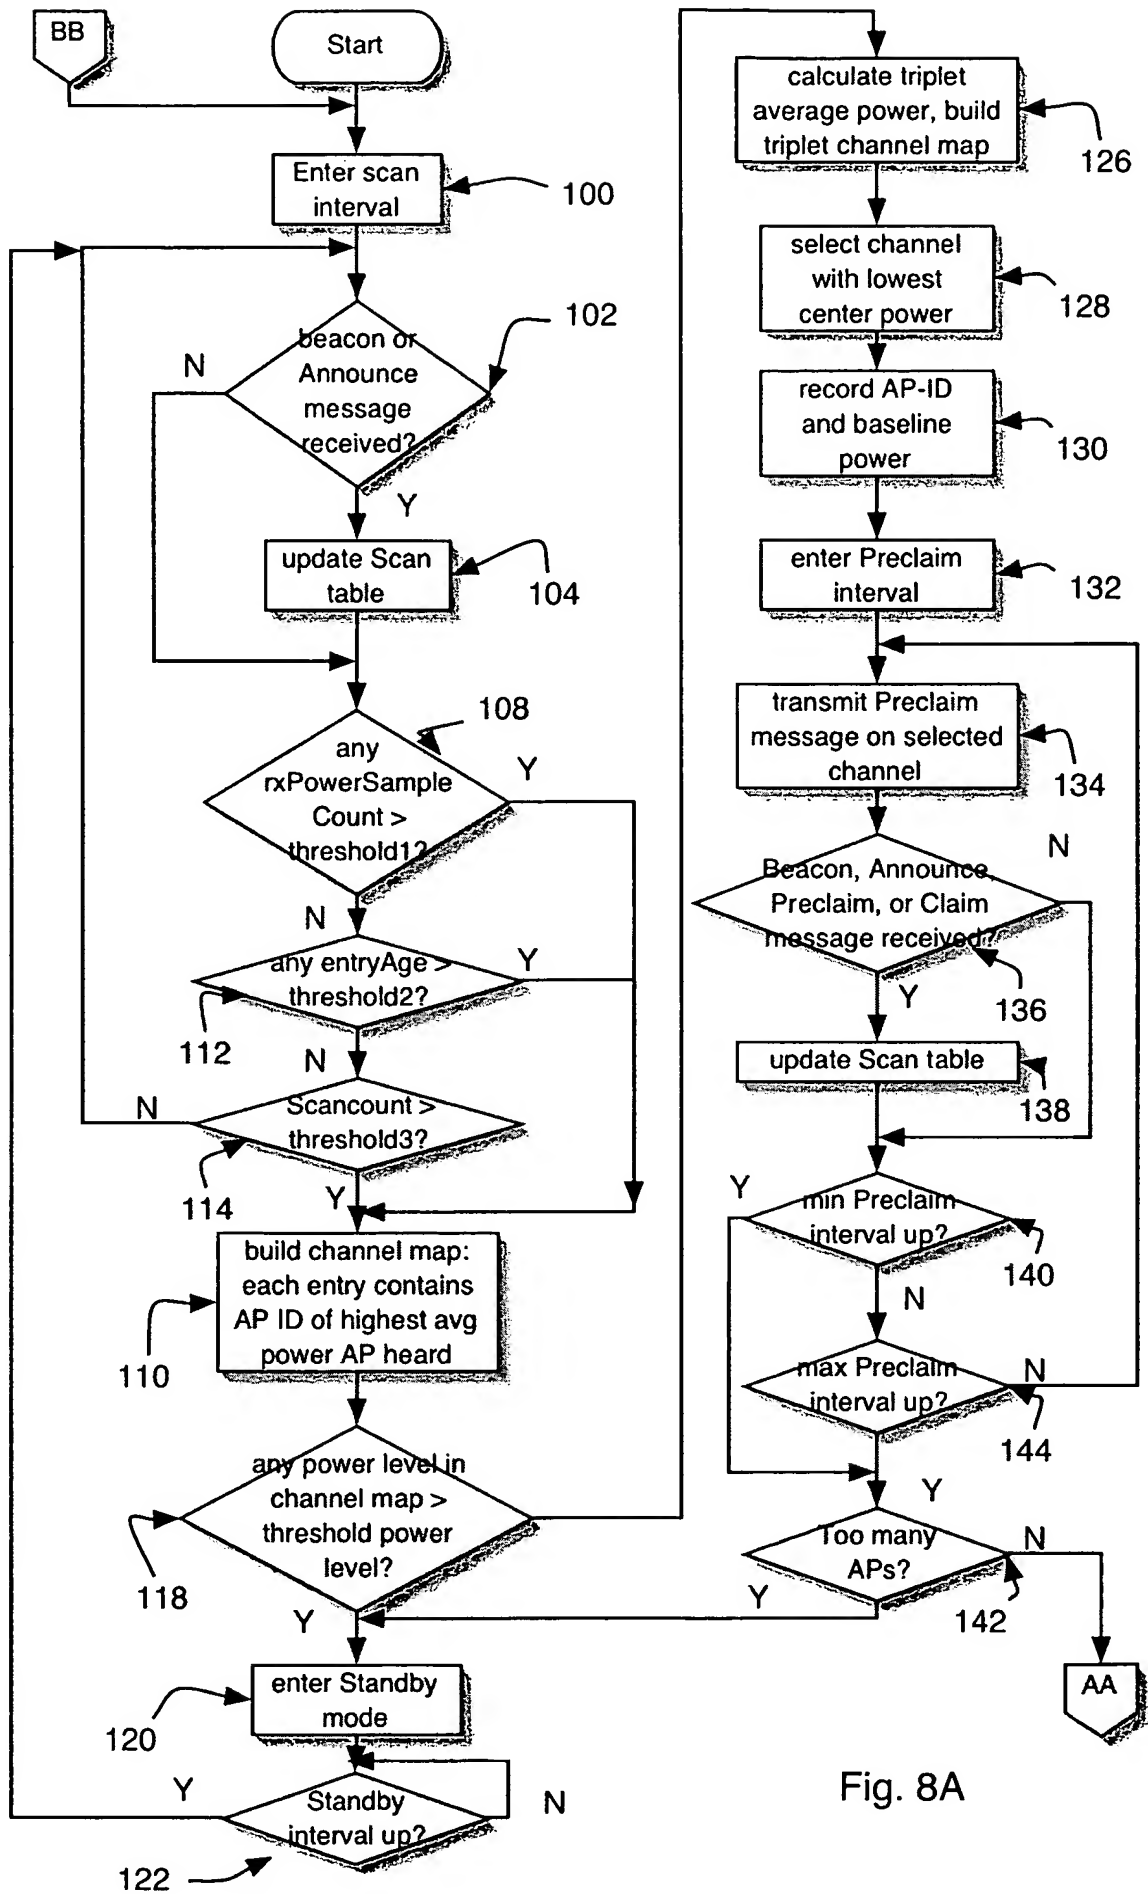 BB
Start
Enter scan
interval
100
beacon or
Announce
message
received?
102
N
Y
update Scan
table
104
any
rxPowerSample
Count >
threshold1?
108
Y
N
any entryAge >
threshold2?
Y
112
N
Scancount >
threshold3?
N
114
Y
build channel map:
each entry contains
AP ID of highest avg
power AP heard
110
any power level in
channel map >
threshold power
level?
118
Y
enter Standby
mode
120
Standby
interval up?
Y
N
122
calculate triplet
average power, build
triplet channel map
126
select channel
with lowest
center power
128
record AP-ID
and baseline
power
130
enter Preclaim
interval
132
transmit Preclaim
message on selected
channel
134
Beacon, Announce,
Preclaim, or Claim
message received?
N
136
Y
update Scan table
138
min Preclaim
interval up?
Y
140
N
max Preclaim
interval up?
N
144
Y
Too many
APs?
N
Y
142
AA
Fig. 8A